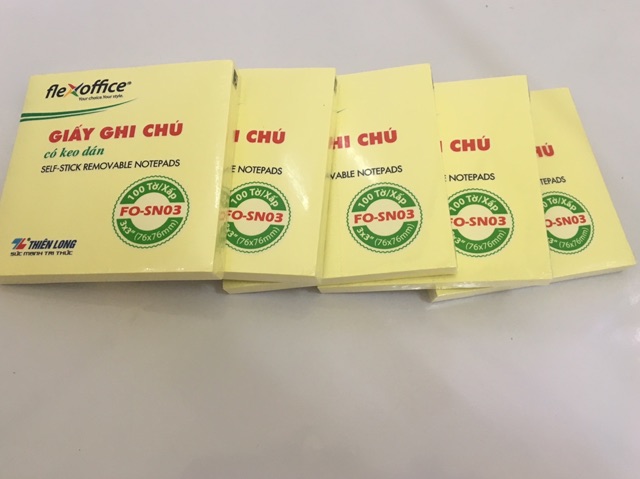 flexoffice®
Your choice. Your style.
GIẤY GHI CHÚ
có keo dán
SELF-STICK REMOVABLE NOTEPADS
100 Tờ/Xấp
FO-SN03
3x3" (76x76mm)
THIÊN LONG
SỨC MẠNH TRI THỨC
CHÚ
NOTEPADS
100 Tờ/Xấp
FO-SN03
3x3" (76x76mm)
HI CHÚ
VABLE NOTEPADS
100 Tờ/Xấp
FO-SN03
3x3" (76x76mm)
CHÚ
NOTEPADS
100 Tờ/Xấp
FO-SN03
3x3" (76x76mm)
CHÚ
NOTEPADS
100 Tờ/Xấp
FO-SN03
3x3" (76x76mm)